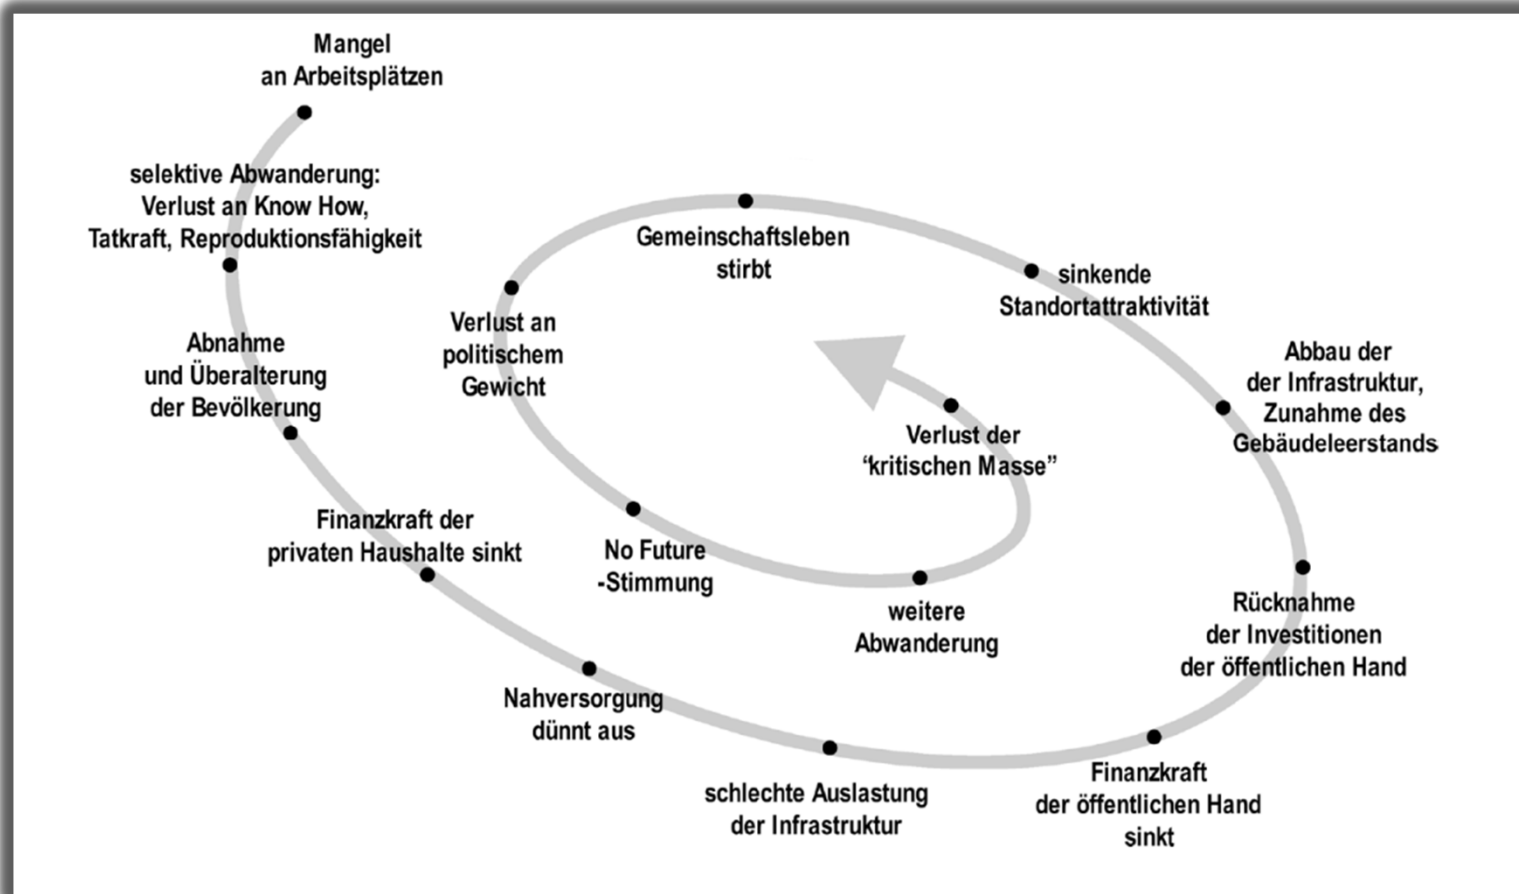 Mangel
an Arbeitsplätzen
selektive Abwanderung:
Verlust an Know How,
Tatkraft, Reproduktionsfähigkeit
Abnahme
und Überalterung
der Bevölkerung
Finanzkraft der
privaten Haushalte sinkt
Nahversorgung
dünnt aus
schlechte Auslastung
der Infrastruktur
Finanzkraft
der öffentlichen Hand
sinkt
Rücknahme
der Investitionen
der öffentlichen Hand
Abbau der
der Infrastruktur,
Zunahme des
Gebäudeleerstands
sinkende
Standortattraktivität
Gemeinschaftsleben
stirbt
Verlust an
politischem
Gewicht
No Future
-Stimmung
weitere
Abwanderung
Verlust der
“kritischen Masse”